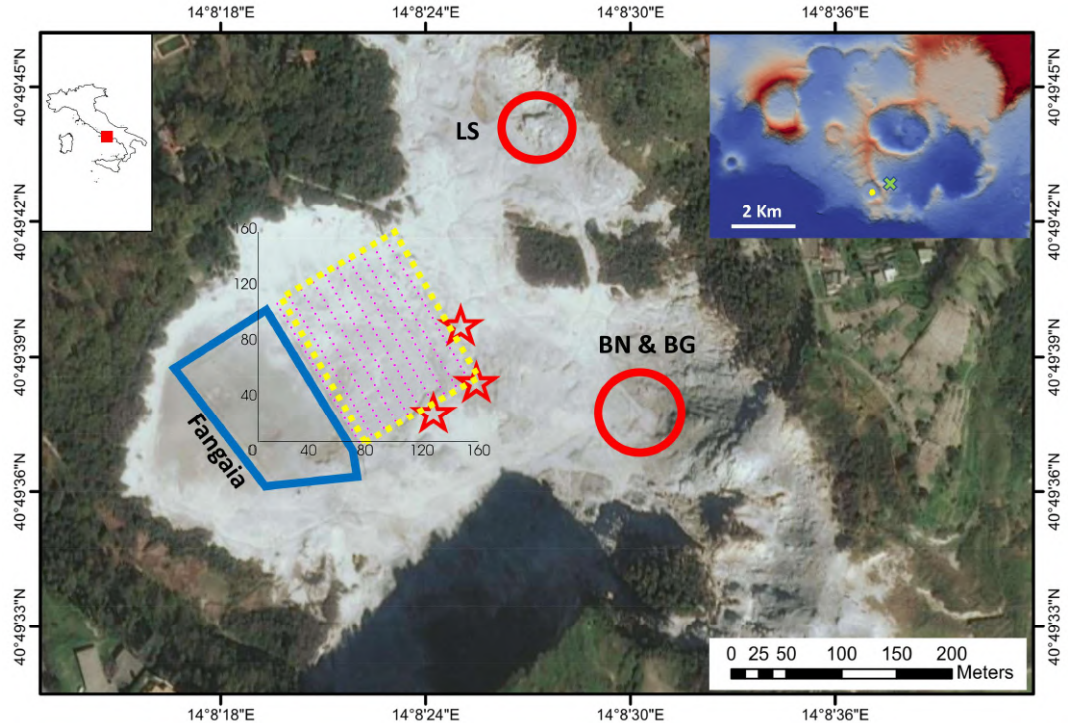 14°8'18"E 14°8'24"E 14°8'30"E 14°8'36"E
40°49'45"N
40°49'45"N
LS
2 Km
40°49'42"N
40°49'42"N
160
120
80
40
0
0 40 80 120 160
40°49'39"N
40°49'39"N
BN & BG
Fangaia
40°49'36"N
40°49'36"N
40°49'33"N
40°49'33"N
0 25 50 100 150 200
Meters
14°8'18"E 14°8'24"E 14°8'30"E 14°8'36"E